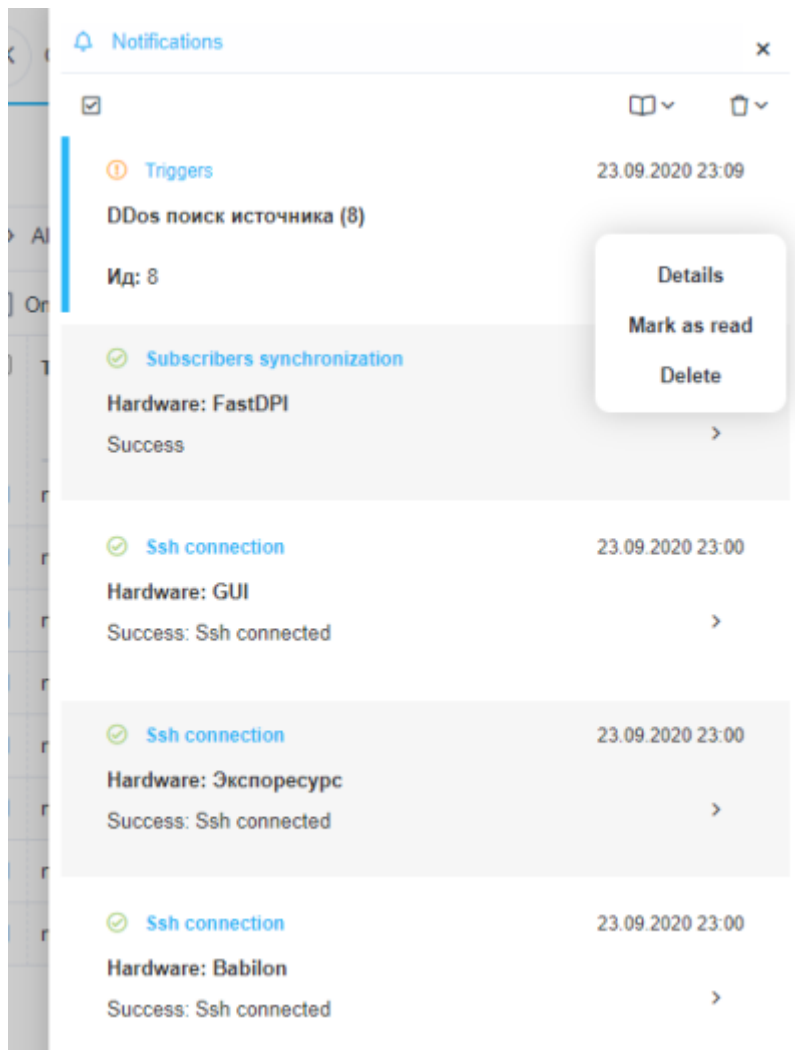 Notifications
Triggers 23.09.2020 23:09
DDos поиск источника (8)
Ид: 8
Details
Mark as read
Delete
Subscribers synchronization
Hardware: FastDPI
Success
Ssh connection 23.09.2020 23:00
Hardware: GUI
Success: Ssh connected
Ssh connection 23.09.2020 23:00
Hardware: Экспоресурс
Success: Ssh connected
Ssh connection 23.09.2020 23:00
Hardware: Babilon
Success: Ssh connected